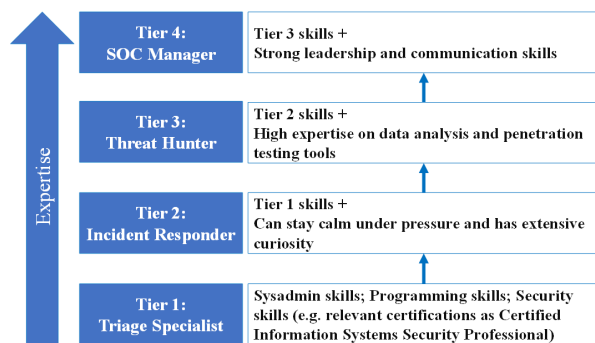 Expertise
Tier 4:
SOC Manager
Tier 3 skills +
Strong leadership and communication skills
Tier 3:
Threat Hunter
Tier 2 skills +
High expertise on data analysis and penetration
testing tools
Tier 2:
Incident Responder
Tier 1 skills +
Can stay calm under pressure and has extensive
curiosity
Tier 1:
Triage Specialist
Sysadmin skills; Programming skills; Security
skills (e.g. relevant certifications as Certified
Information Systems Security Professional)